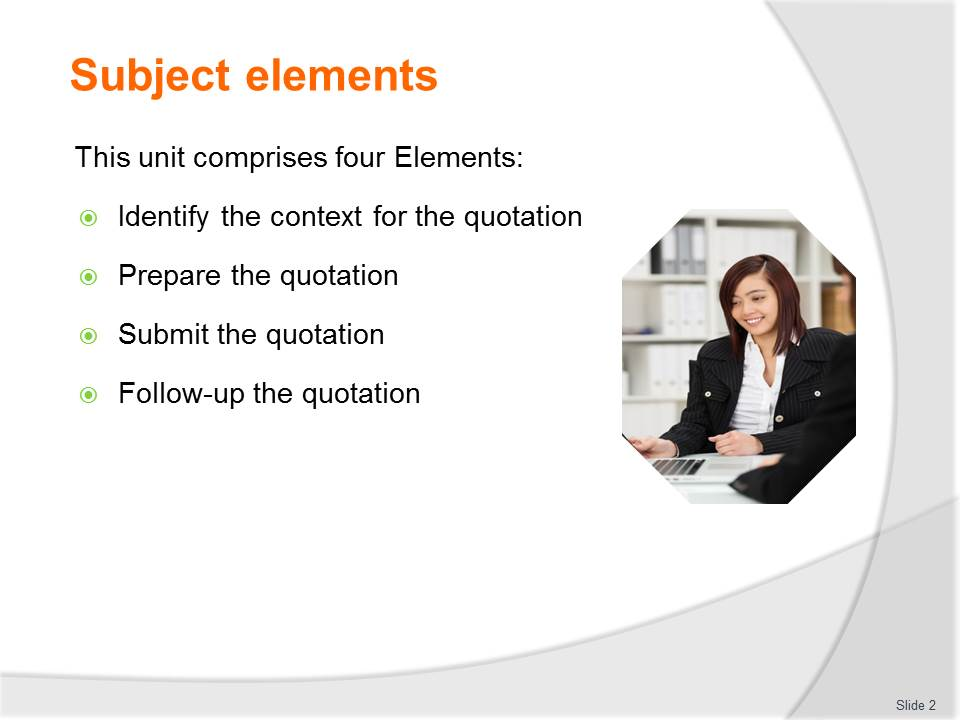 Subject elements
This unit comprises four Elements:
Identify the context for the quotation
Prepare the quotation
Submit the quotation
Follow-up the quotation
Slide 2